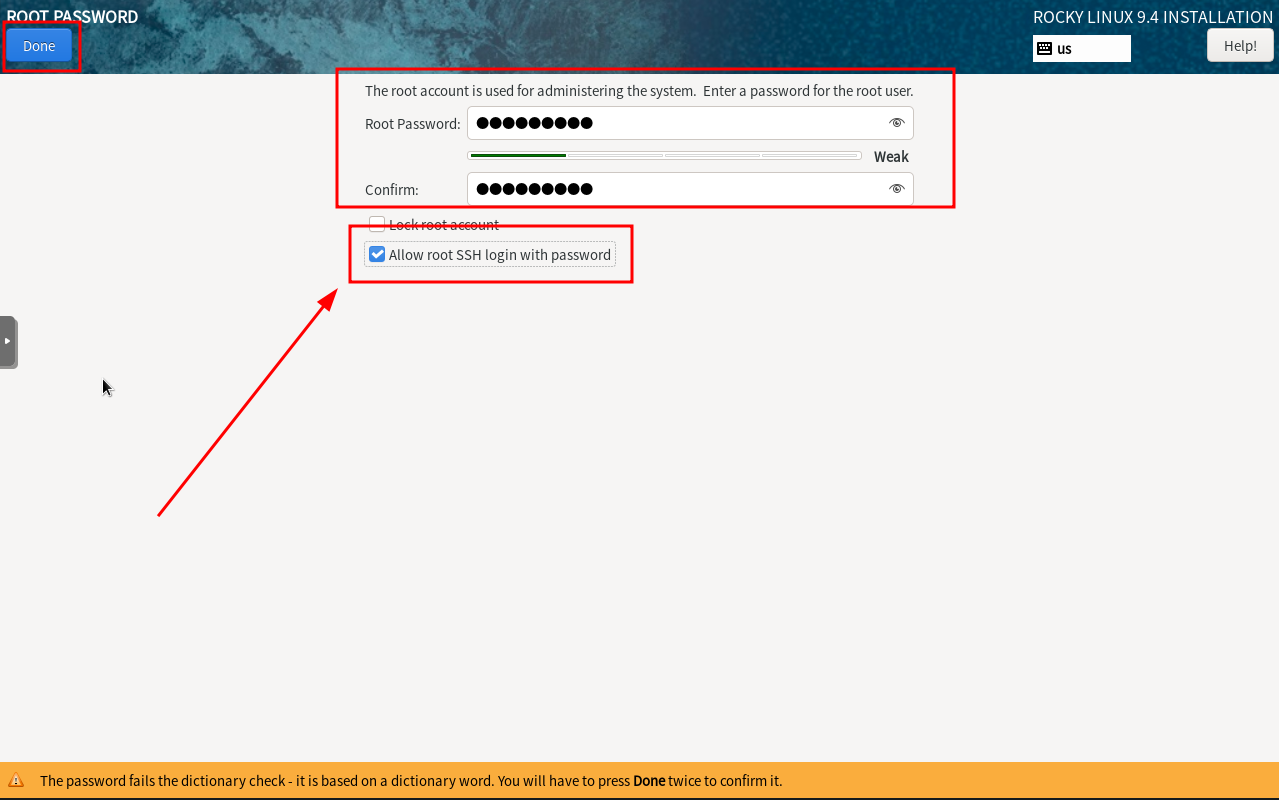 ROOT PASSWORD
ROCKY LINUX 9.4 INSTALLATION
Done
us
Help!
The root account is used for administering the system. Enter a password for the root user.
Root Password: ●●●●●●●●●
Weak
Confirm: ●●●●●●●●●
Lock root account
Allow root SSH login with password
The password fails the dictionary check - it is based on a dictionary word. You will have to press Done twice to confirm it.